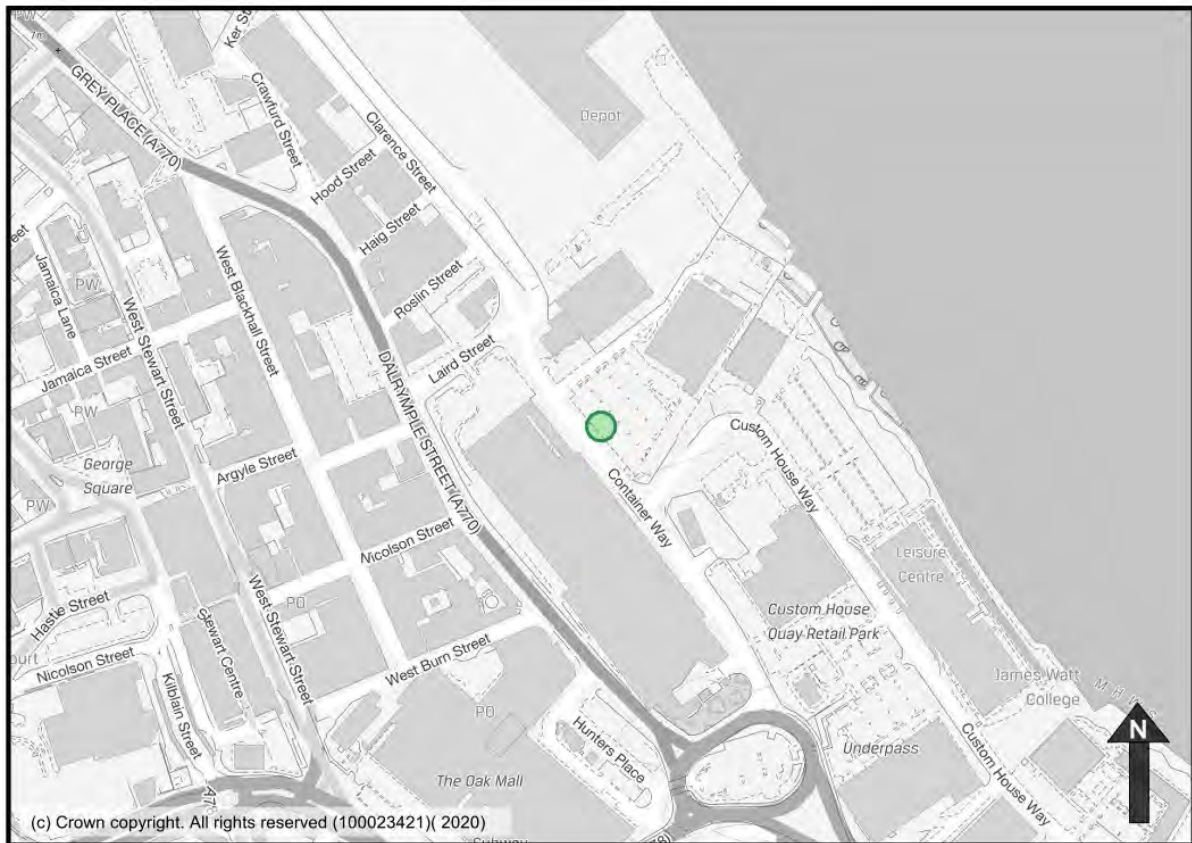 PW
7m
Ker St
GREY PLACE (A770)
Crawfurd Street
Clarence Street
Depot
Hood Street
Haig Street
Roslin Street
Jamaica Lane
PW
West Blackhall Street
West Stewart Street
Jamaica Street
PW
Laird Street
DALRYMPLE STREET (A770)
George
Square
PW
Argyle Street
Custom House Way
Container Way
Nicolson Street
Leisure
Centre
Hastie Street
Stewart Centre
PO
West Stewart Street
Custom House
Quay Retail Park
Nicolson Street
Kilblain Street
West Burn Street
PO
James Watt
College
M H W S
N
Hunters Place
Underpass
Custom House Way
The Oak Mall
(c) Crown copyright. All rights reserved (100023421)( 2020)
Subway